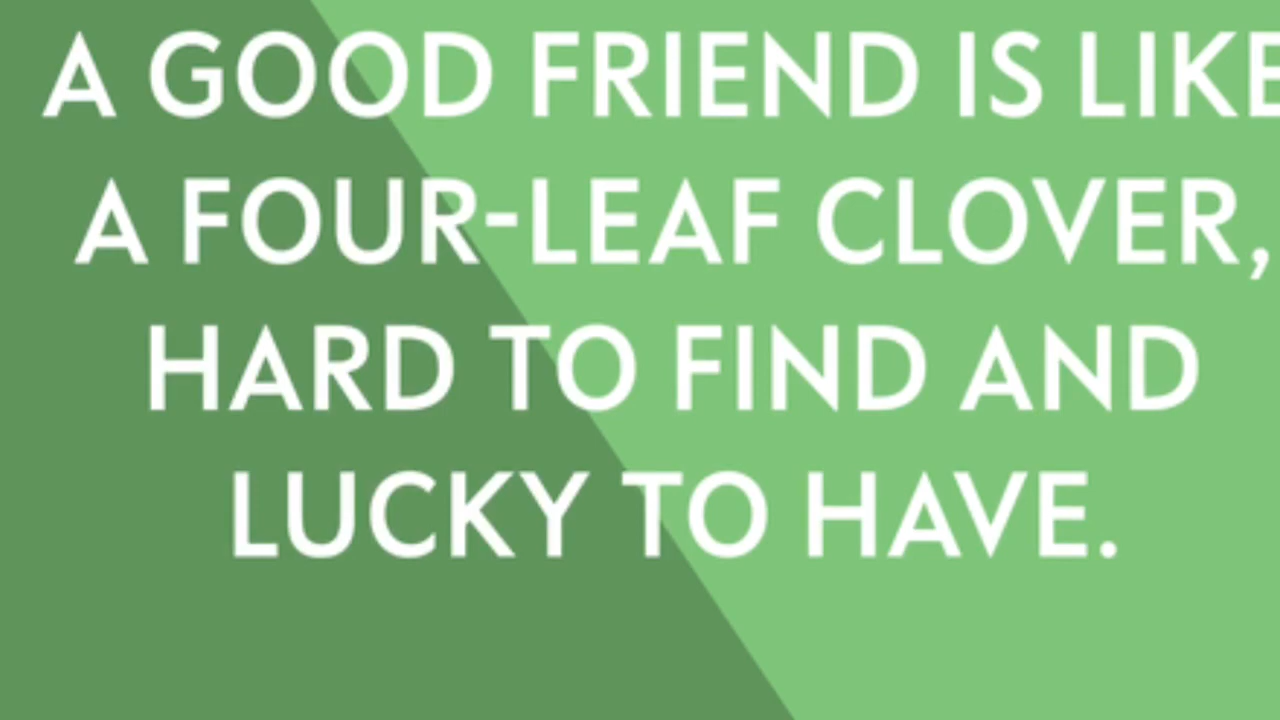 A GOOD FRIEND IS LIKE
A FOUR-LEAF CLOVER,
HARD TO FIND AND
LUCKY TO HAVE.